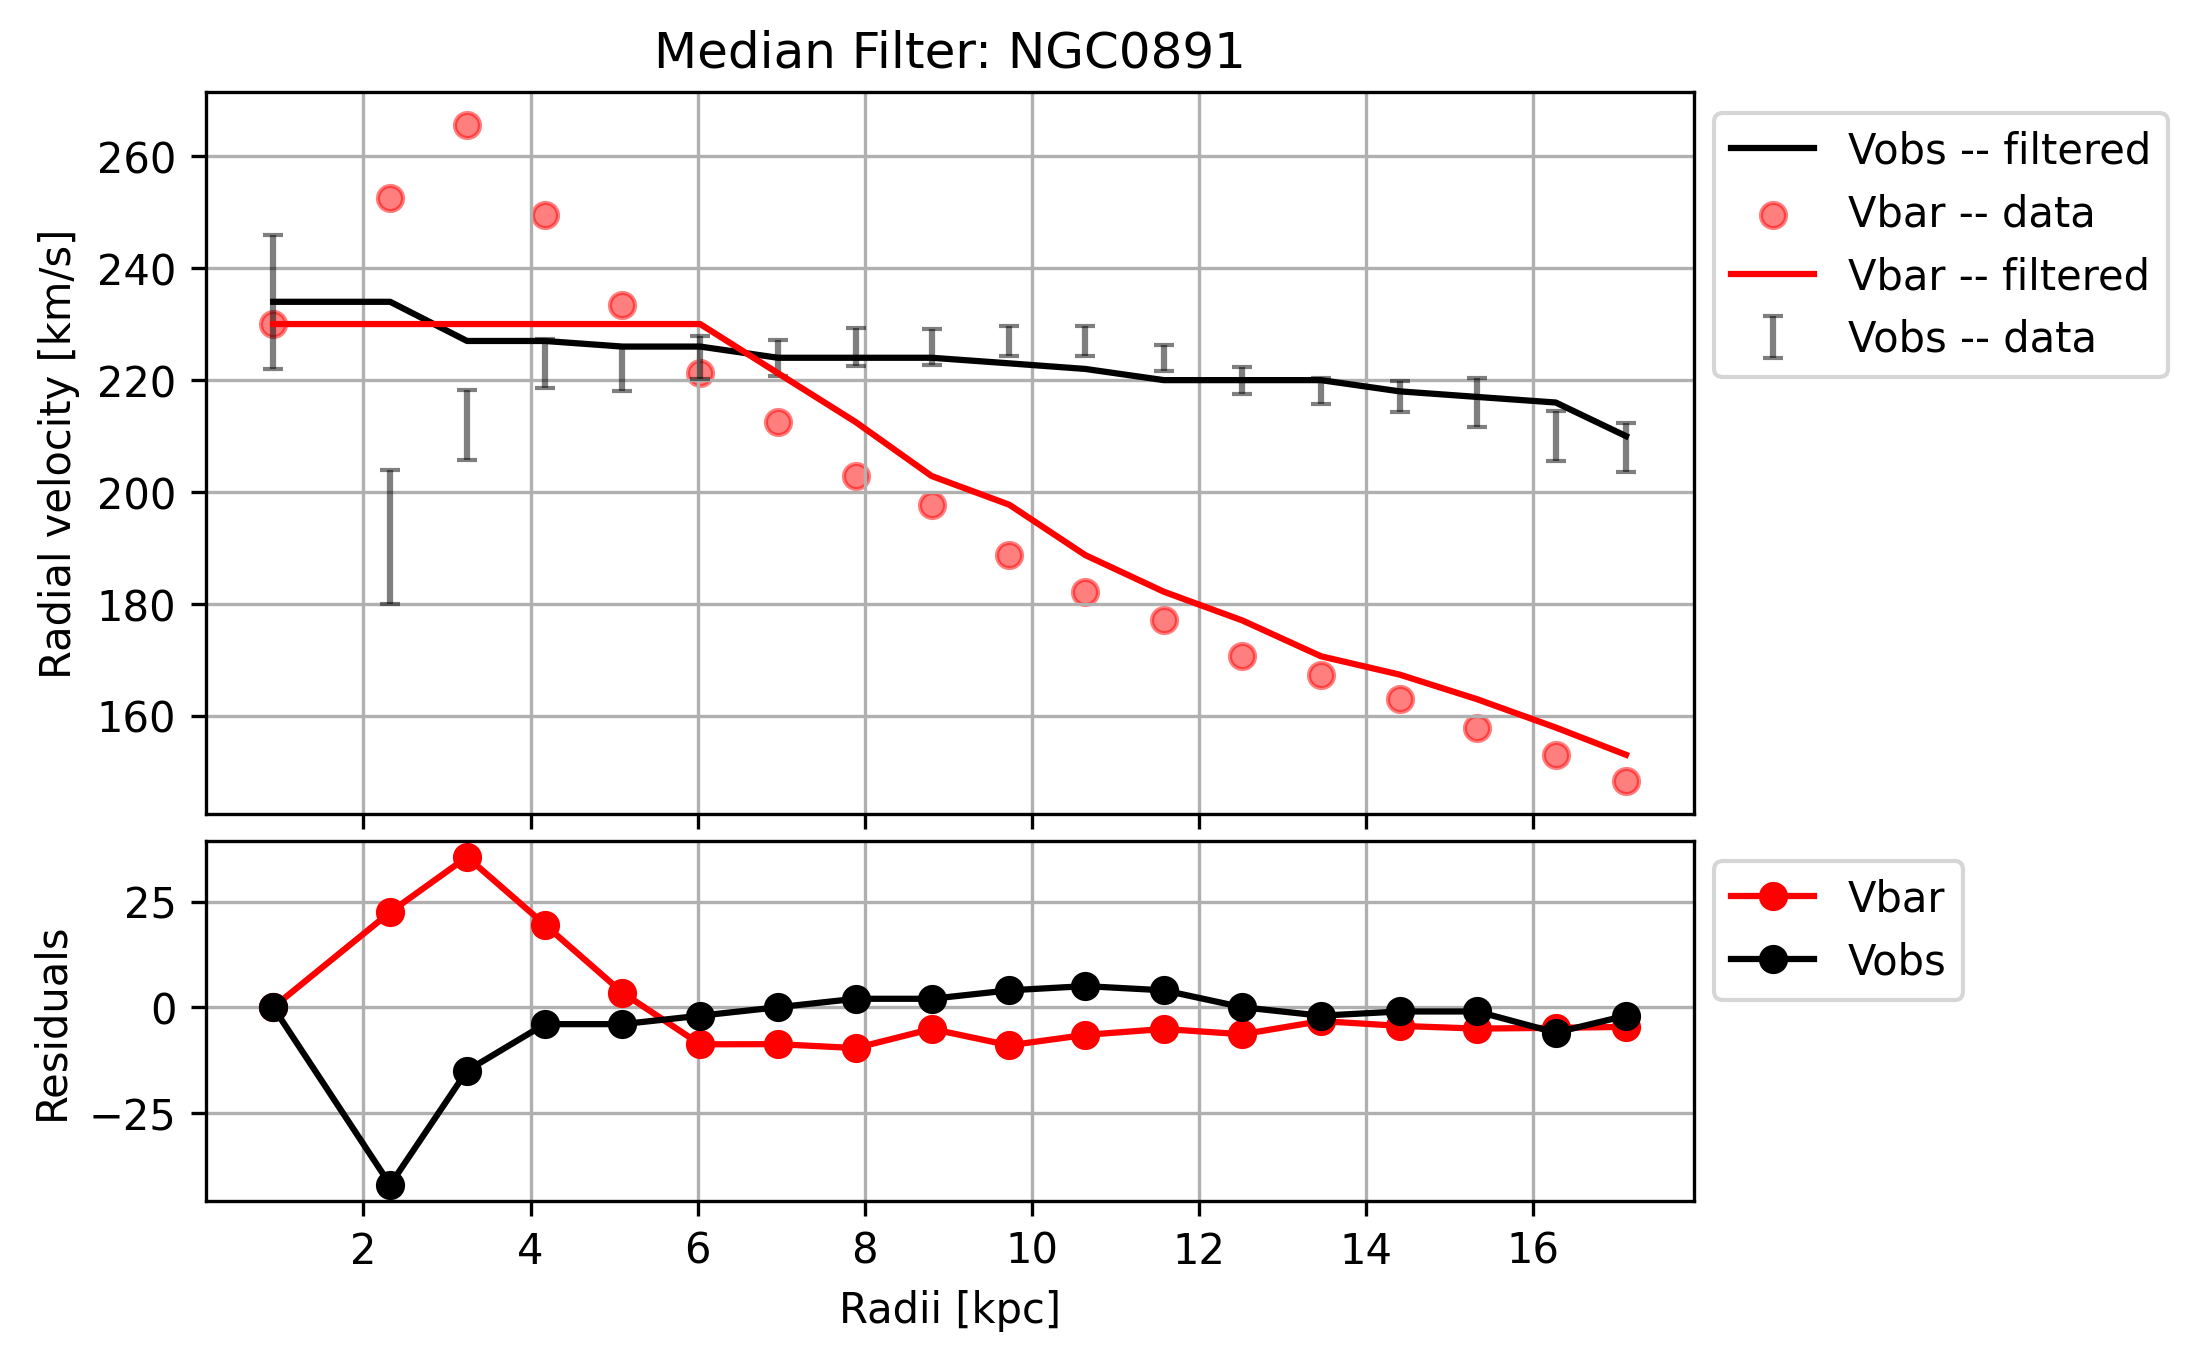 Median Filter: NGC0891
Radial velocity [km/s]
260
240
220
200
180
160
Vobs -- filtered
Vbar -- data
Vbar -- filtered
Vobs -- data
Residuals
25
0
−25
Vbar
Vobs
2 4 6 8 10 12 14 16
Radii [kpc]